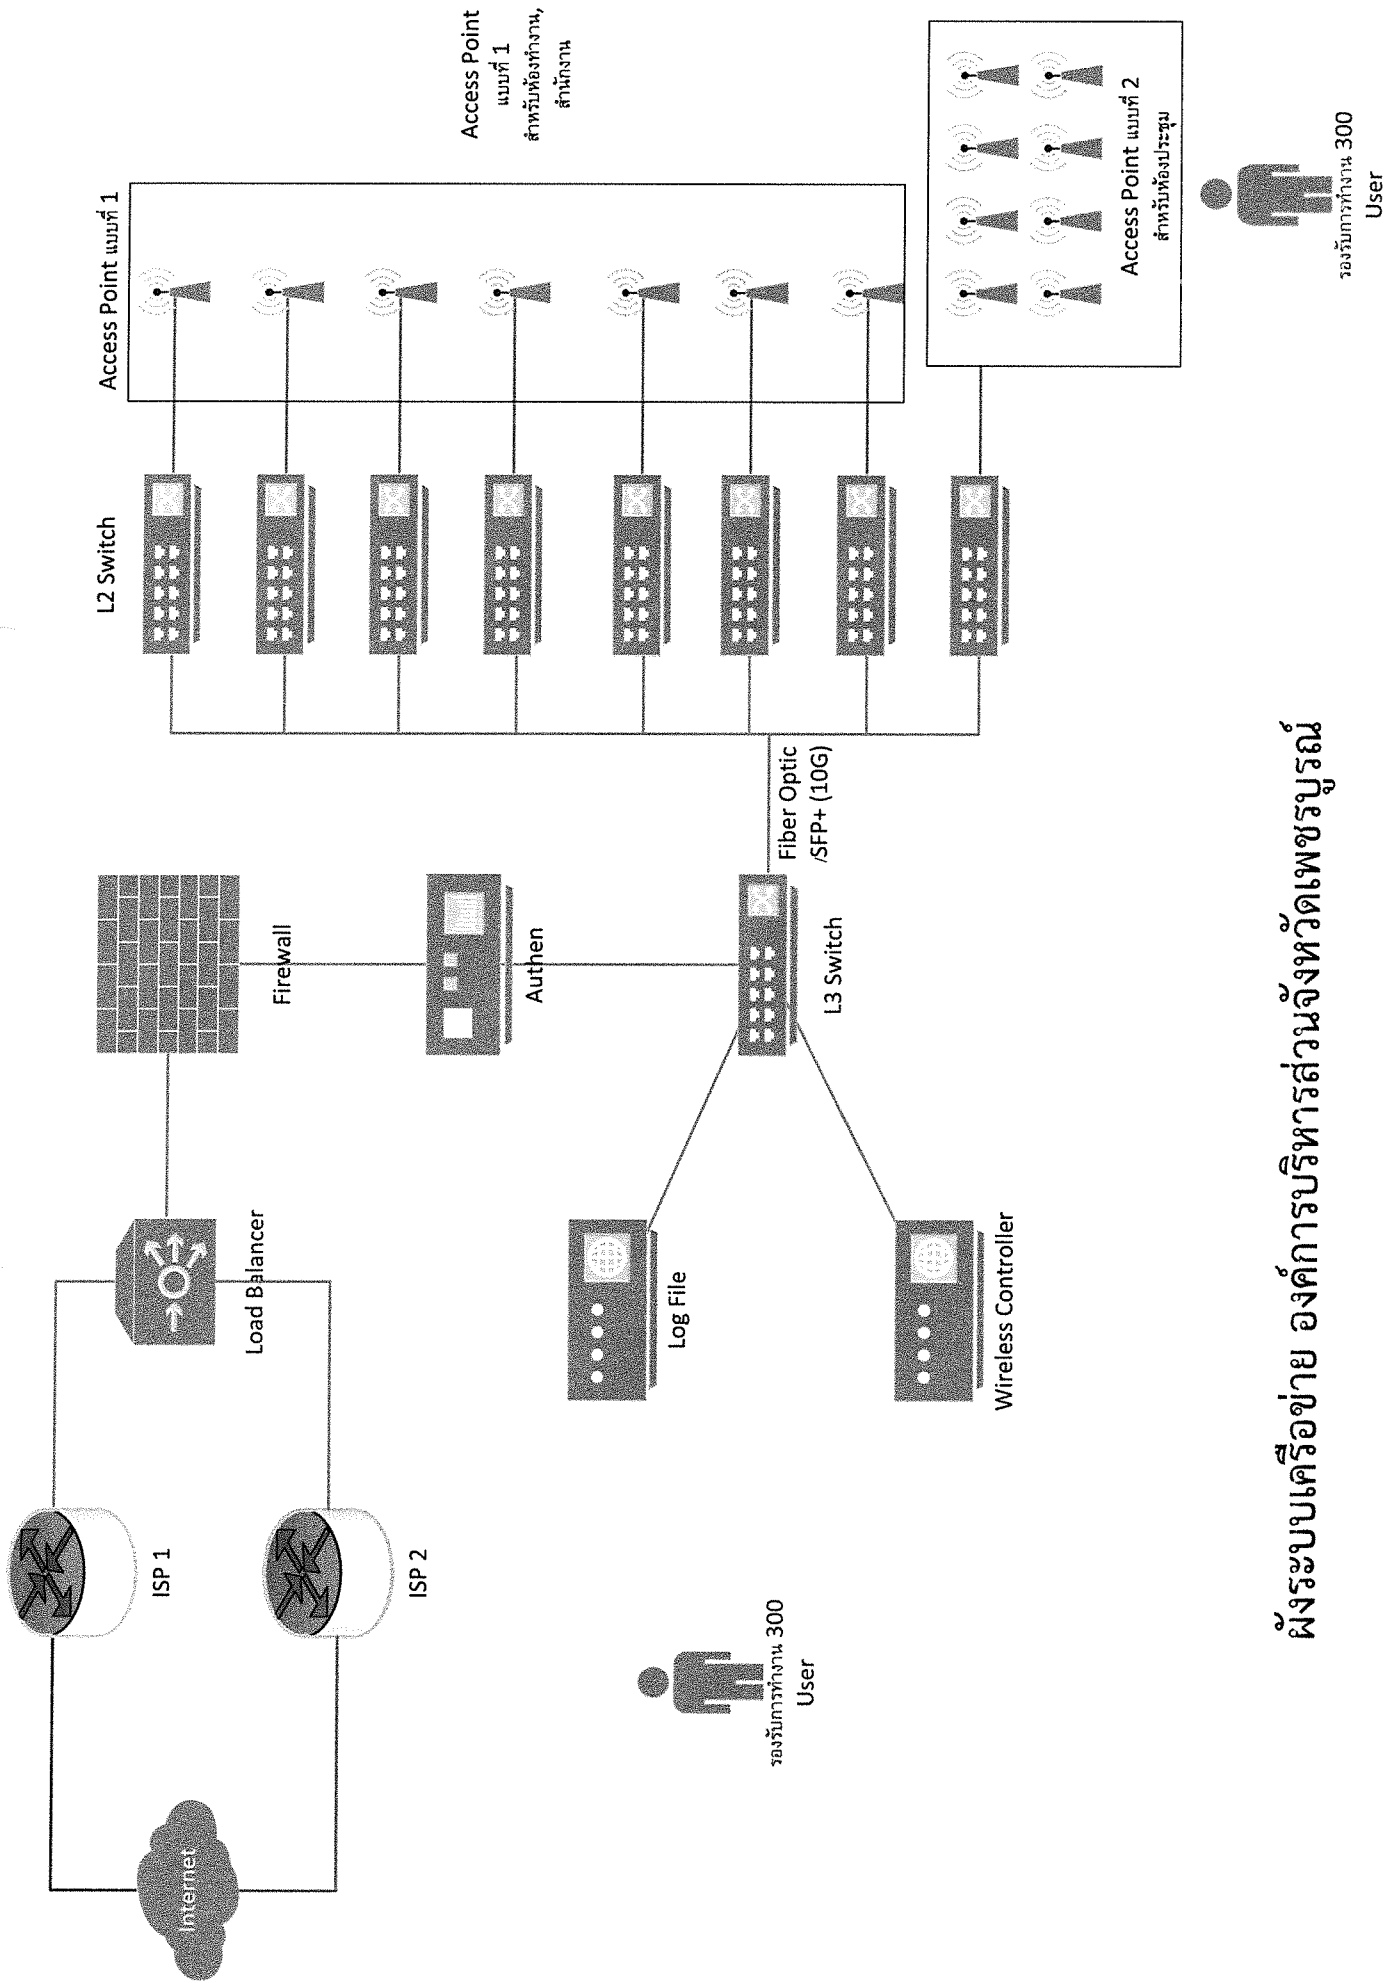 Internet
ISP 1
ISP 2
Load Balancer
Firewall
Authen
Log File
Wireless Controller
L3 Switch
Fiber Optic
/SFP+ (10G)
L2 Switch
Access Point แบบที่ 1
Access Point
แบบที่ 1
สำหรับห้องทำงาน,
สำนักงาน
Access Point แบบที่ 2
สำหรับห้องประชุม
รองรับการทำงาน 300
User
รองรับการทำงาน 300
User
ผังระบบเครือข่าย องค์การบริหารส่วนจังหวัดเพชรบูรณ์